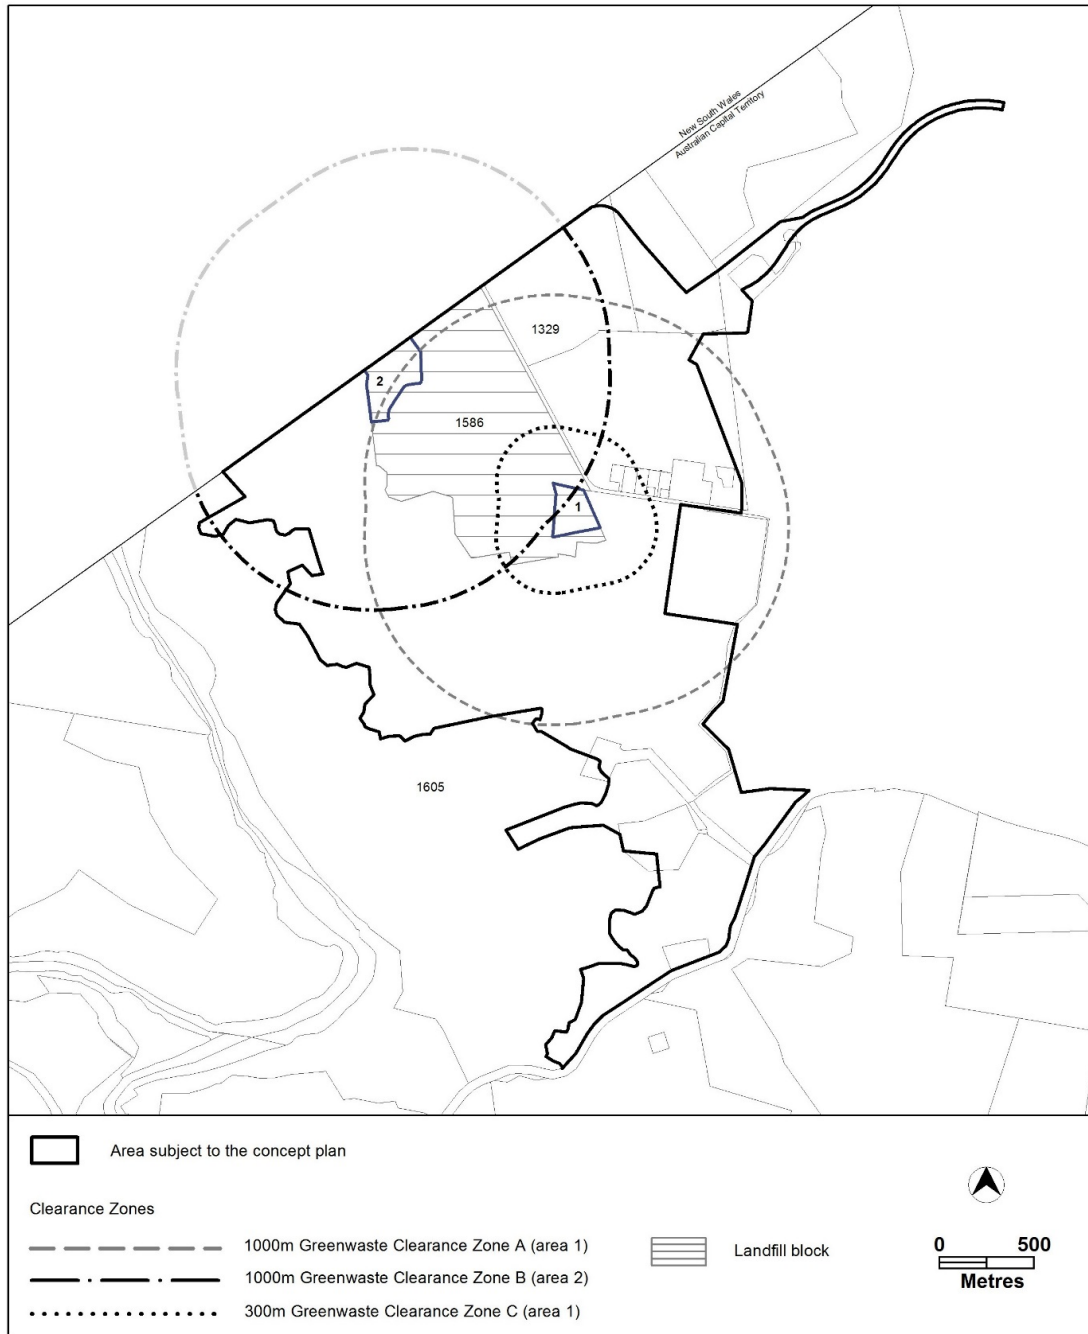 New South Wales
Australian Capital Territory
1329
2
1586
1
1605
Area subject to the concept plan
Clearance Zones
1000m Greenwaste Clearance Zone A (area 1)
1000m Greenwaste Clearance Zone B (area 2)
300m Greenwaste Clearance Zone C (area 1)
Landfill block
0 500
Metres